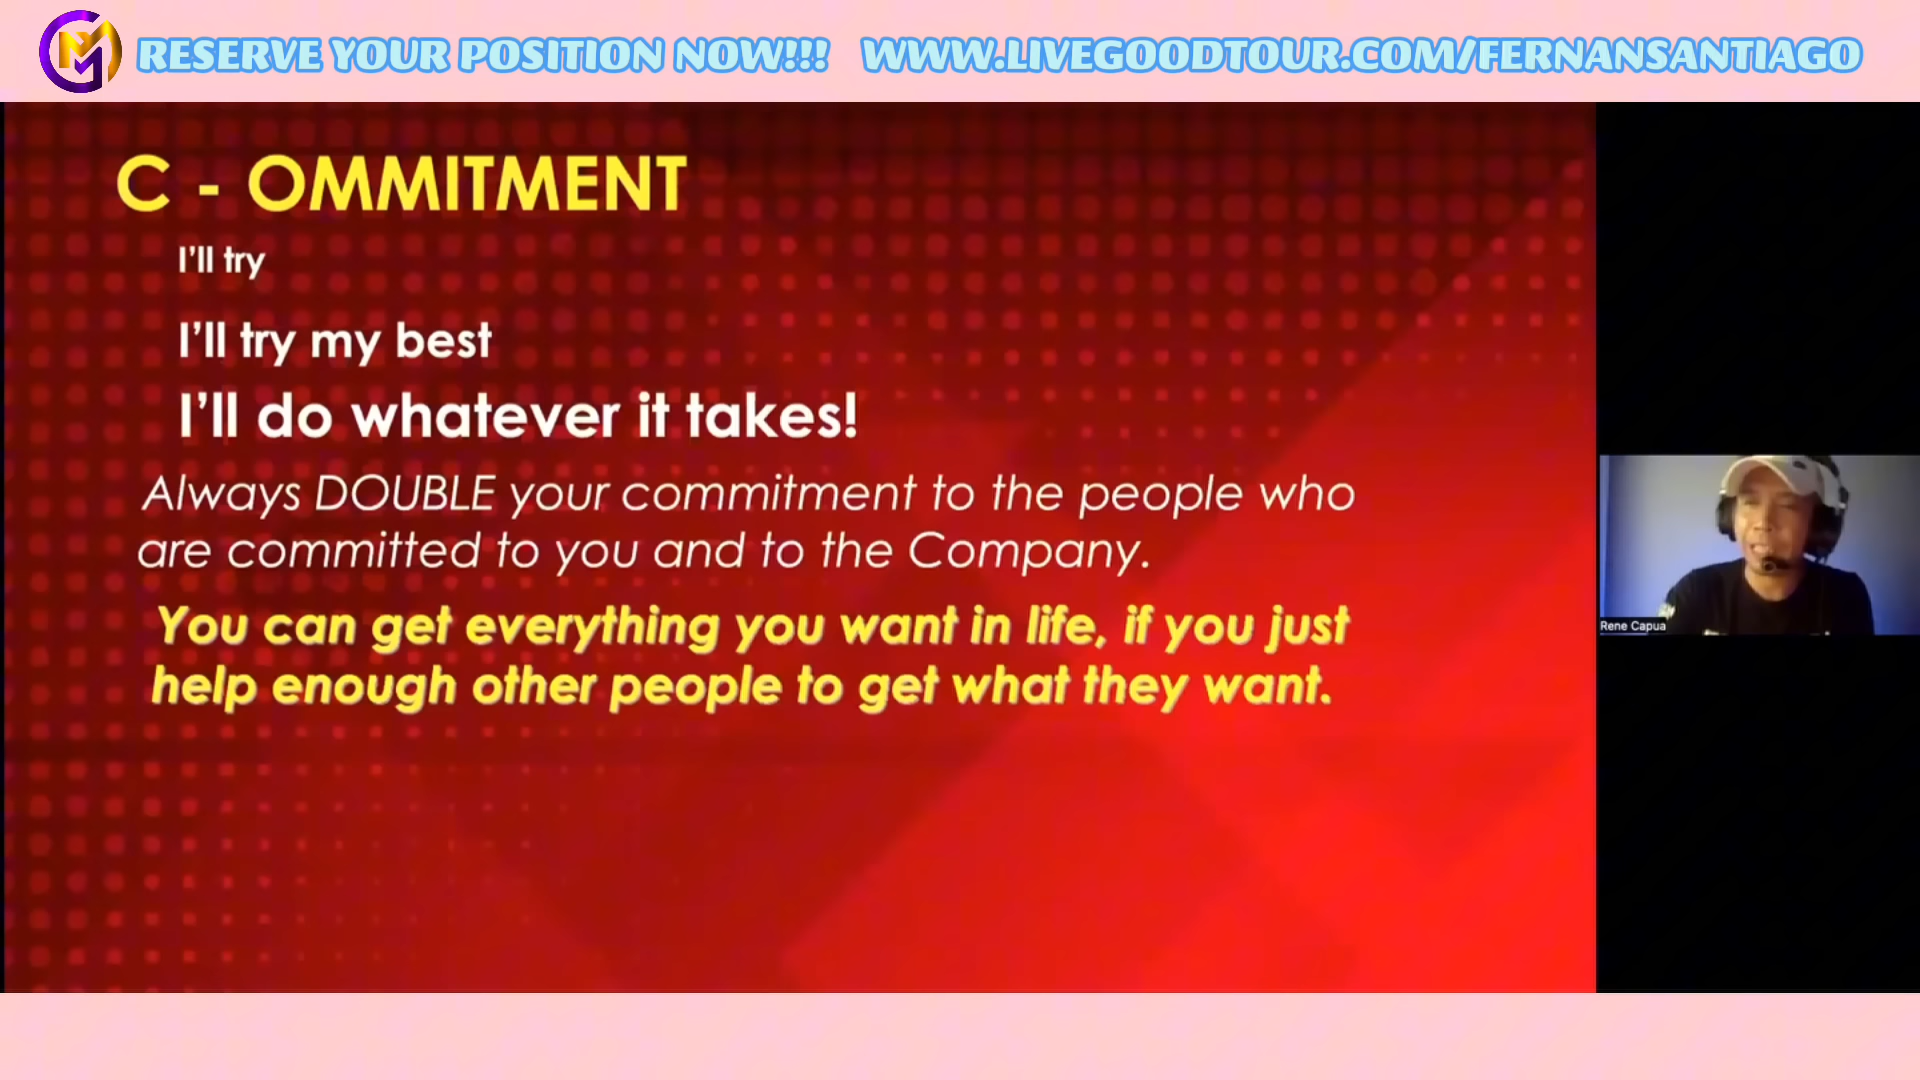 RESERVE YOUR POSITION NOW!!! WWW.LIVEGOODTOUR.COM/FERNANSANTIAGO
C - OMMITMENT
I'll try
I'll try my best
I'll do whatever it takes!
Always DOUBLE your commitment to the people who
are committed to you and to the Company.
You can get everything you want in life, if you just
help enough other people to get what they want.
Rene Capua